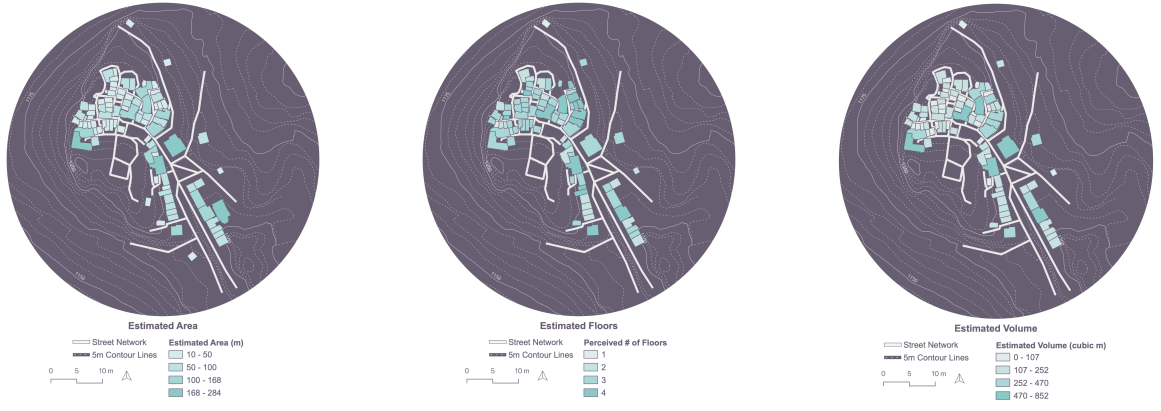 1175
1200
1150
Estimated Area
Street Network
5m Contour Lines
0 5 10 m
Estimated Area (m)
10 - 50
50 - 100
100 - 168
168 - 284
1175
1150
Estimated Floors
Street Network
5m Contour Lines
0 5 10 m
Perceived # of Floors
1
2
3
4
1175
1150
Estimated Volume
Street Network
5m Contour Lines
0 5 10 m
Estimated Volume (cubic m)
0 - 107
107 - 252
252 - 470
470 - 852